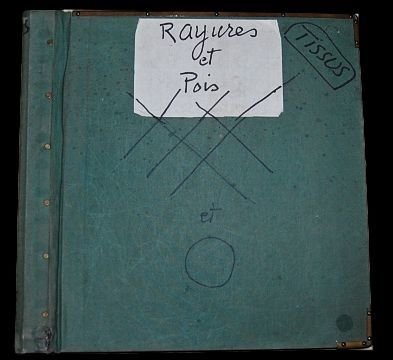 Rayures
et
Pois
TISSUS
et